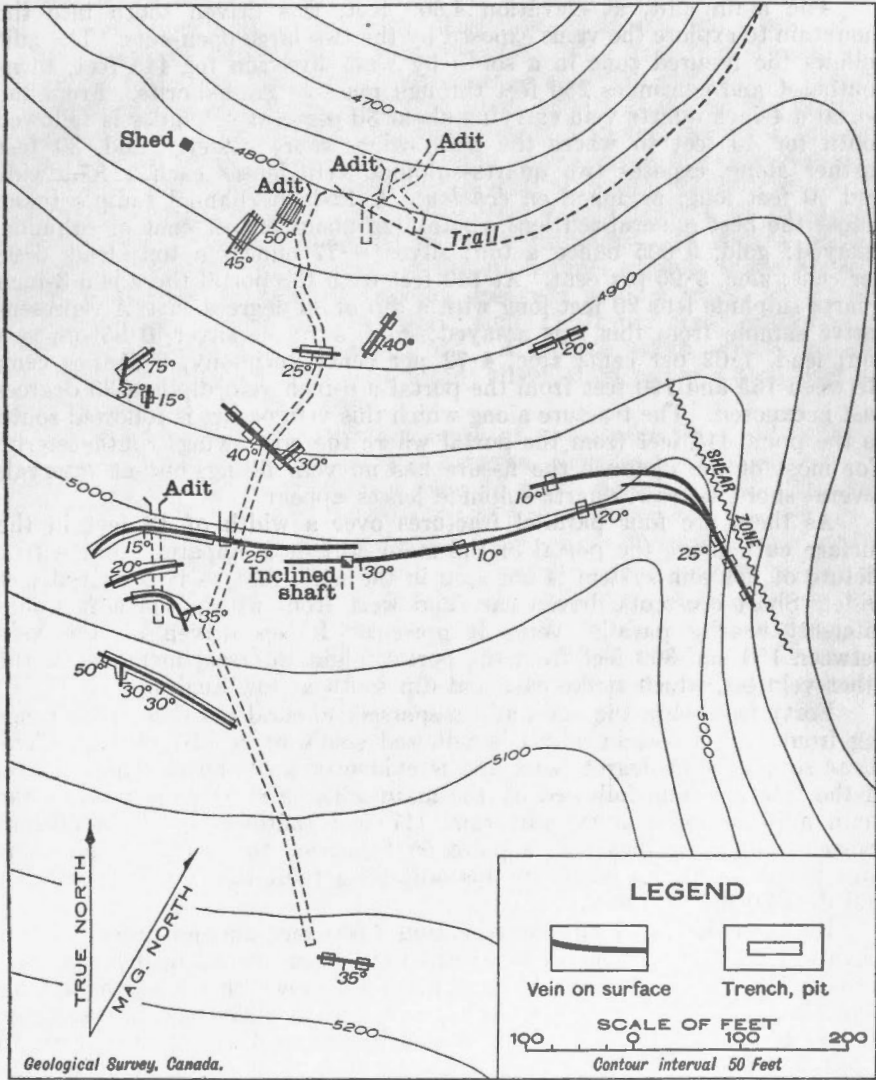 4700
Shed
4800
Adit
Adit
Adit
50°
45°
Trail
4900
40°
20°
25°
75°
37°
15°
40°
30°
SHEAR ZONE
5000
Adit
10°
20°
15°
25°
10°
25°
20°
Inclined
shaft
30°
35°
50°
30°
30°
5000
5100
TRUE NORTH
MAG. NORTH
35°
5200
LEGEND
Vein on surface
Trench, pit
SCALE OF FEET
100 0 100 200
Contour interval 50 Feet
Geological Survey, Canada.